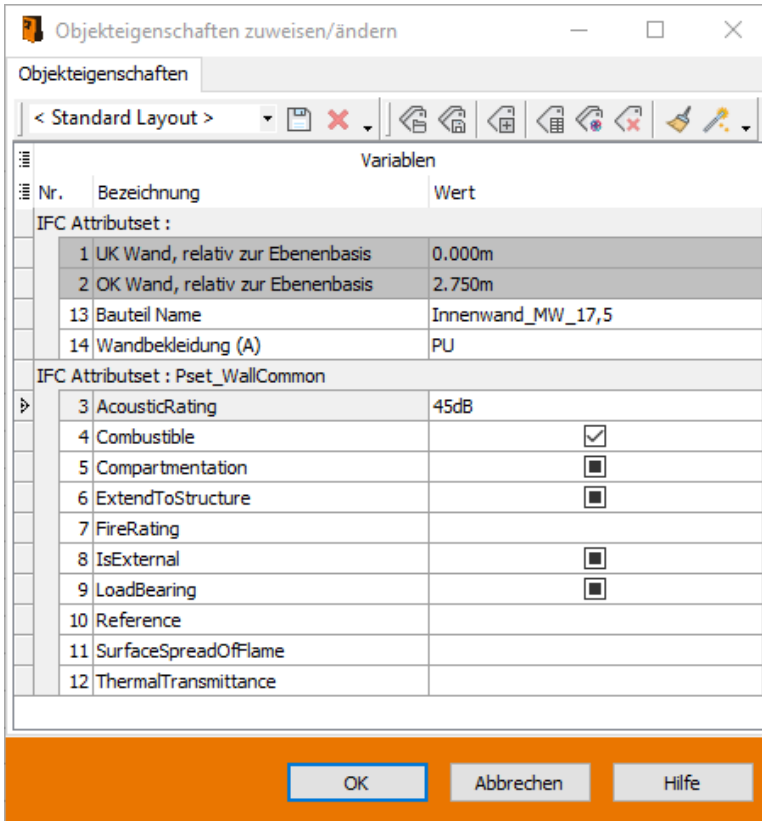 Objekteigenschaften zuweisen/ändern
Objekteigenschaften
< Standard Layout >
Variablen
Nr. Bezeichnung Wert
IFC Attributset :
1 UK Wand, relativ zur Ebenenbasis 0.000m
2 OK Wand, relativ zur Ebenenbasis 2.750m
13 Bauteil Name Innenwand_MW_17,5
14 Wandbekleidung (A) PU
IFC Attributset : Pset_WallCommon
3 AcousticRating 45dB
4 Combustible
5 Compartmentation
6 ExtendToStructure
7 FireRating
8 IsExternal
9 LoadBearing
10 Reference
11 SurfaceSpreadOfFlame
12 ThermalTransmittance
OK Abbrechen Hilfe